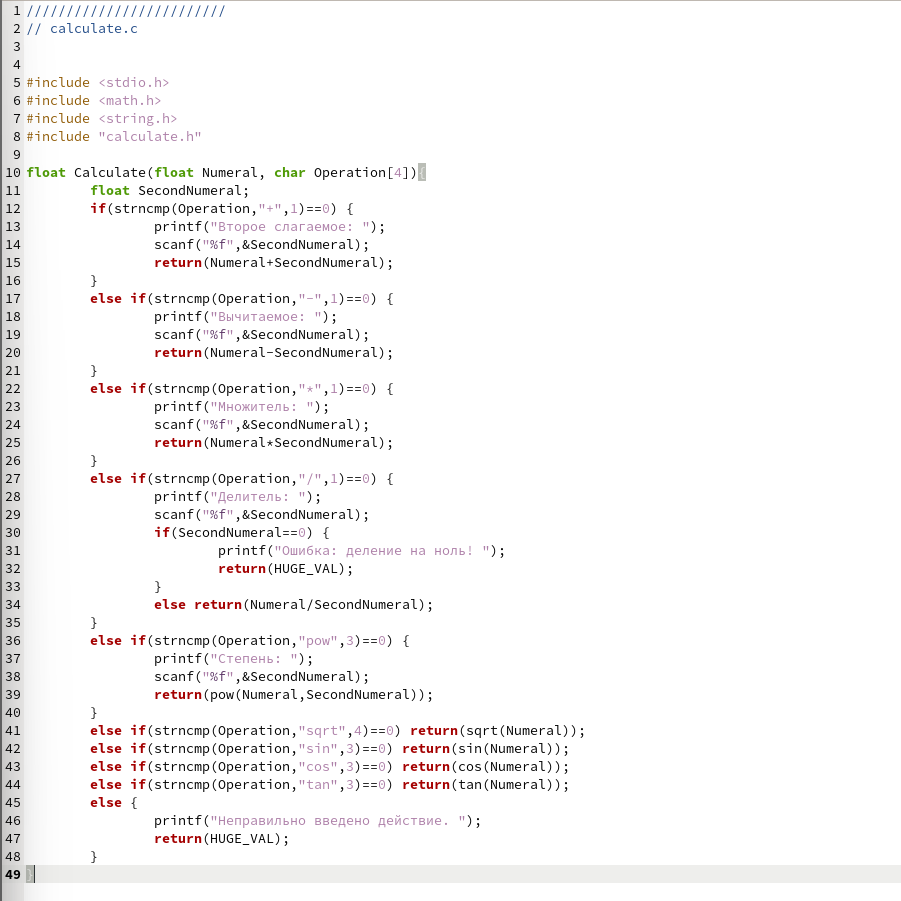 1 /////////////////////////
2 // calculate.c
3
4
5 #include <stdio.h>
6 #include <math.h>
7 #include <string.h>
8 #include "calculate.h"
9
10 float Calculate(float Numeral, char Operation[4]){
11 float SecondNumeral;
12 if(strncmp(Operation,"+",1)==0) {
13 printf("Второе слагаемое: ");
14 scanf("%f",&SecondNumeral);
15 return(Numeral+SecondNumeral);
16 }
17 else if(strncmp(Operation,"-",1)==0) {
18 printf("Вычитаемое: ");
19 scanf("%f",&SecondNumeral);
20 return(Numeral-SecondNumeral);
21 }
22 else if(strncmp(Operation,"*",1)==0) {
23 printf("Множитель: ");
24 scanf("%f",&SecondNumeral);
25 return(Numeral*SecondNumeral);
26 }
27 else if(strncmp(Operation,"/",1)==0) {
28 printf("Делитель: ");
29 scanf("%f",&SecondNumeral);
30 if(SecondNumeral==0) {
31 printf("Ошибка: деление на ноль! ");
32 return(HUGE_VAL);
33 }
34 else return(Numeral/SecondNumeral);
35 }
36 else if(strncmp(Operation,"pow",3)==0) {
37 printf("Степень: ");
38 scanf("%f",&SecondNumeral);
39 return(pow(Numeral,SecondNumeral));
40 }
41 else if(strncmp(Operation,"sqrt",4)==0) return(sqrt(Numeral));
42 else if(strncmp(Operation,"sin",3)==0) return(sin(Numeral));
43 else if(strncmp(Operation,"cos",3)==0) return(cos(Numeral));
44 else if(strncmp(Operation,"tan",3)==0) return(tan(Numeral));
45 else {
46 printf("Неправильно введено действие. ");
47 return(HUGE_VAL);
48 }
49 }